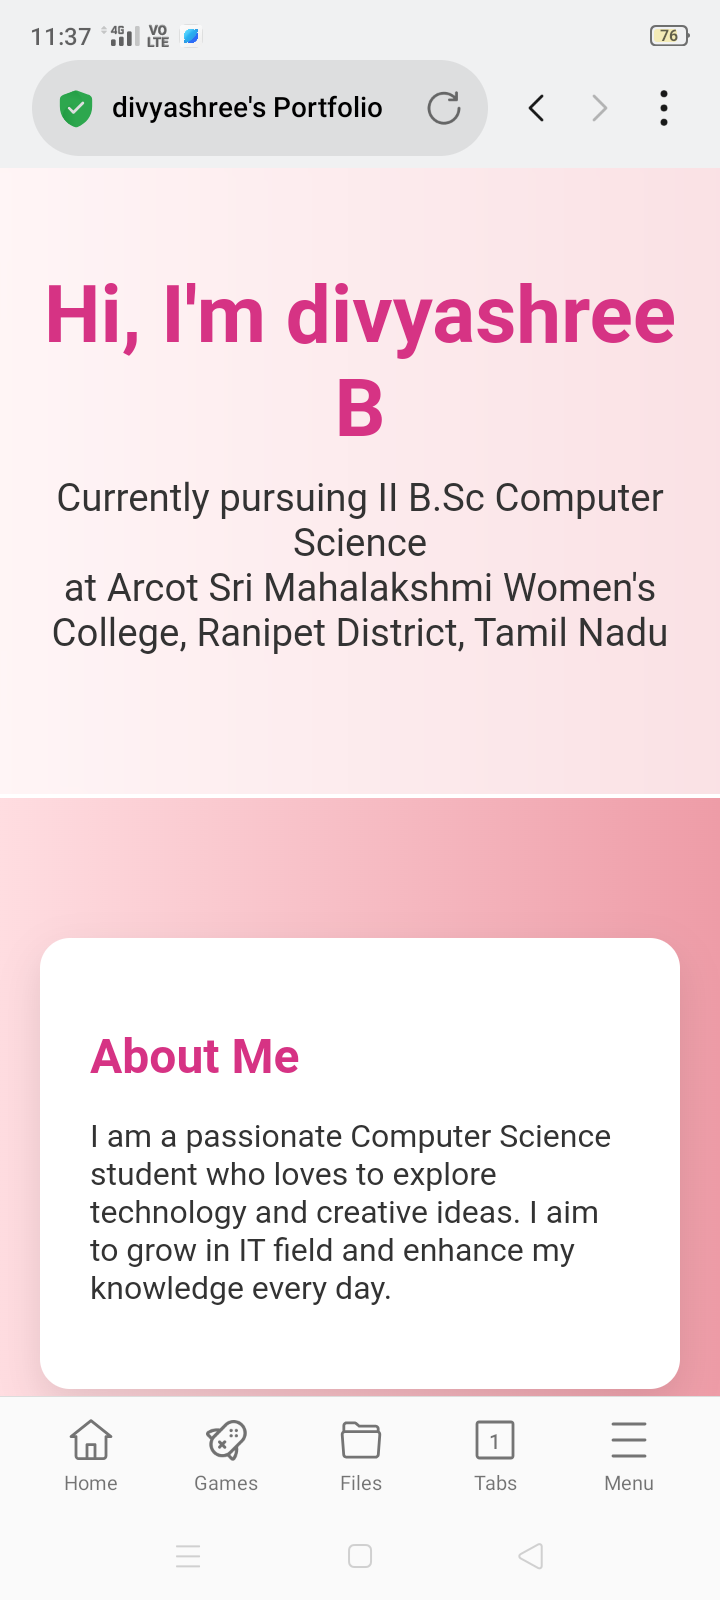 11:37 4G VO LTE 76
divyashree's Portfolio
Hi, I'm divyashree
B
Currently pursuing II B.Sc Computer
Science
at Arcot Sri Mahalakshmi Women's
College, Ranipet District, Tamil Nadu
About Me
I am a passionate Computer Science
student who loves to explore
technology and creative ideas. I aim
to grow in IT field and enhance my
knowledge every day.
1
Home Games Files Tabs Menu